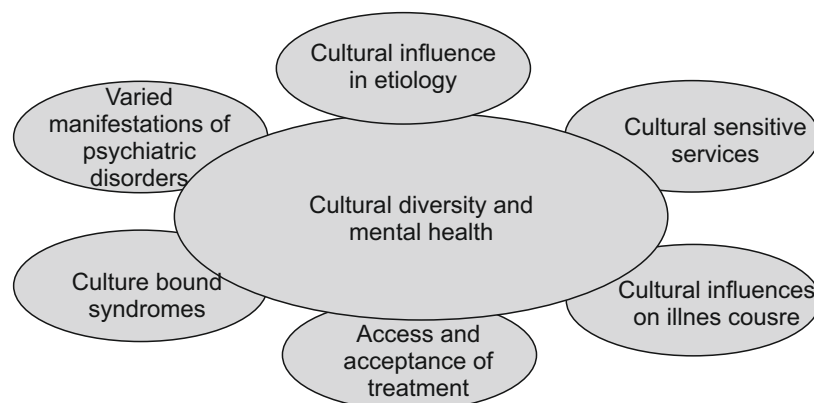 Cultural influence
in etiology
Varied
manifestations of
psychiatric
disorders
Cultural sensitive
services
Cultural diversity and
mental health
Culture bound
syndromes
Cultural influences
on illnes cousre
Access and
acceptance of
treatment